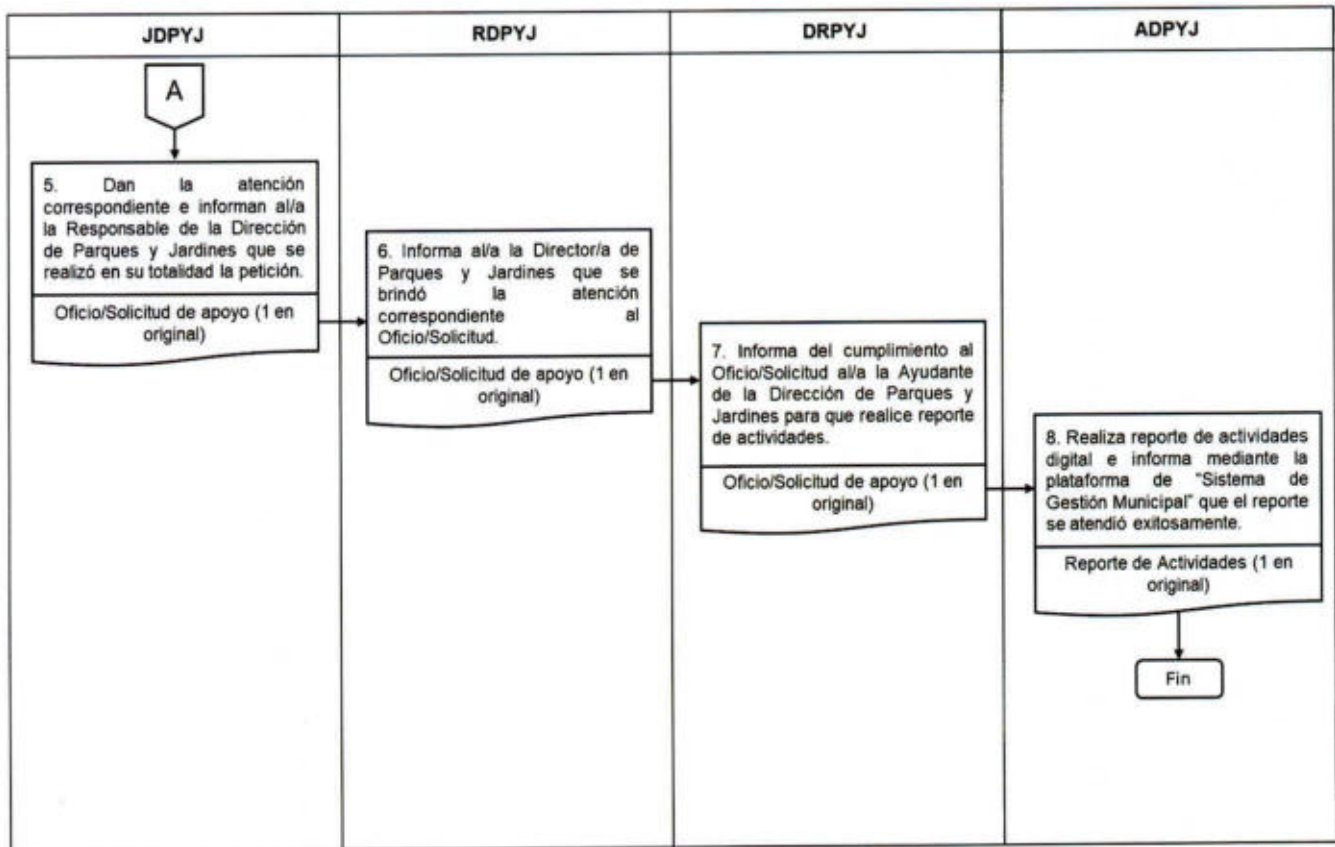 JDPYJ
RDPYJ
DRPYJ
ADPYJ
A
5. Dan la atención
correspondiente e informan al/a
la Responsable de la Dirección
de Parques y Jardines que se
realizó en su totalidad la petición.
Oficio/Solicitud de apoyo (1 en
original)
6. Informa al/a la Director/a de
Parques y Jardines que se
brindó la atención
correspondiente al
Oficio/Solicitud.
Oficio/Solicitud de apoyo (1 en
original)
7. Informa del cumplimiento al
Oficio/Solicitud al/a la Ayudante
de la Dirección de Parques y
Jardines para que realice reporte
de actividades.
Oficio/Solicitud de apoyo (1 en
original)
8. Realiza reporte de actividades
digital e informa mediante la
plataforma de "Sistema de
Gestión Municipal" que el reporte
se atendió exitosamente.
Reporte de Actividades (1 en
original)
Fin